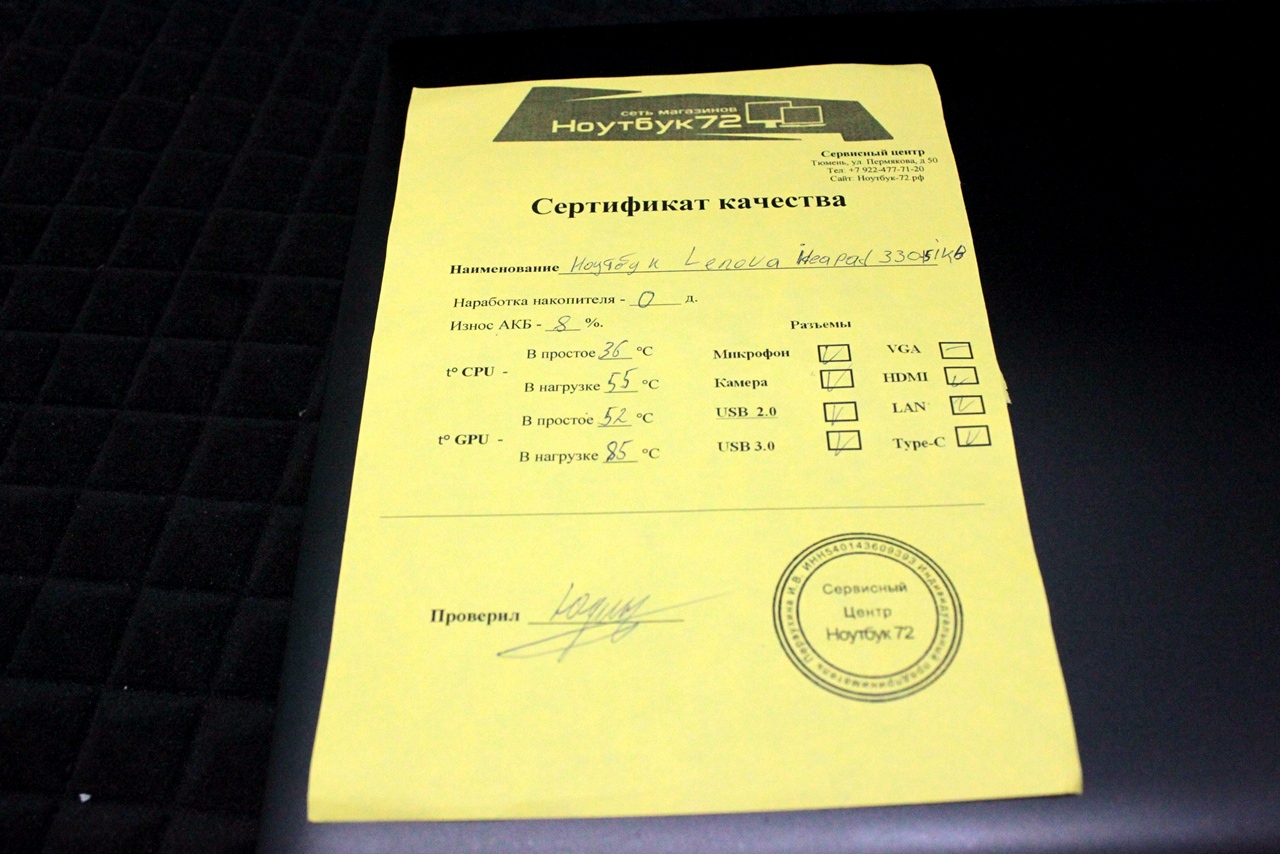 сеть магазинов
Ноутбук72
Сервисный центр
Тюмень, ул. Пермякова, д 50
Тел: +7 922-477-71-20
Сайт: Ноутбук-72.рф
Сертификат качества
Наименование Ноутбук Lenova Ideapad 330
Наработка накопителя - 0 д.
Износ АКБ - 8 %.
Разъемы
t° CPU -
В простое 36 °C
В нагрузке 55 °C
t° GPU -
В простое 52 °C
В нагрузке 85 °C
Микрофон V
VGA –
Камера V
HDMI V
USB 2.0 V
LAN V
USB 3.0 V
Type-C V
Проверил
Индивидуальный предприниматель И.В. ИНН540143609393
Сервисный
Центр
Ноутбук 72